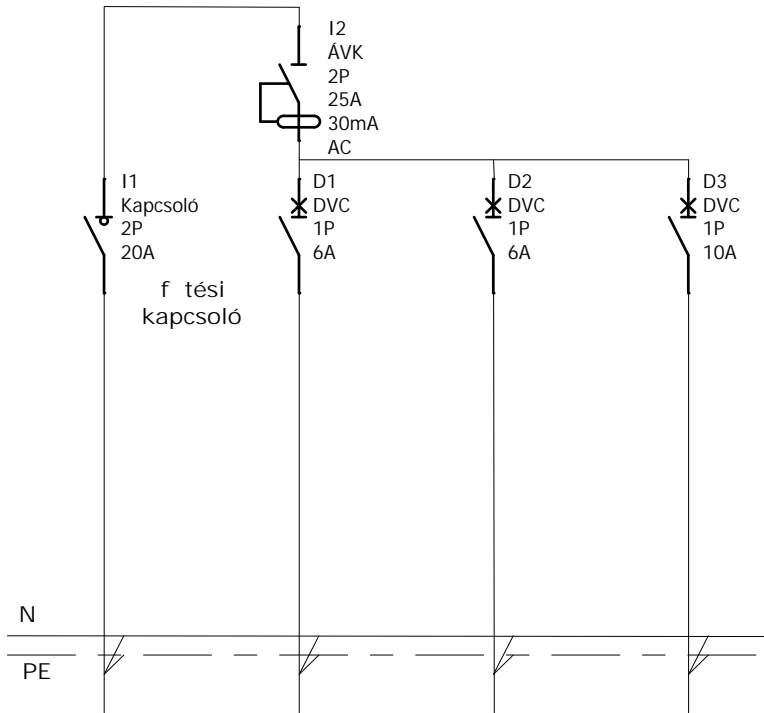 I2
ÁVK
2P
25A
30mA
AC
I1
Kapcsoló
2P
20A
D1
DVC
1P
6A
D2
DVC
1P
6A
D3
DVC
1P
10A
f tési
kapcsoló
N
PE